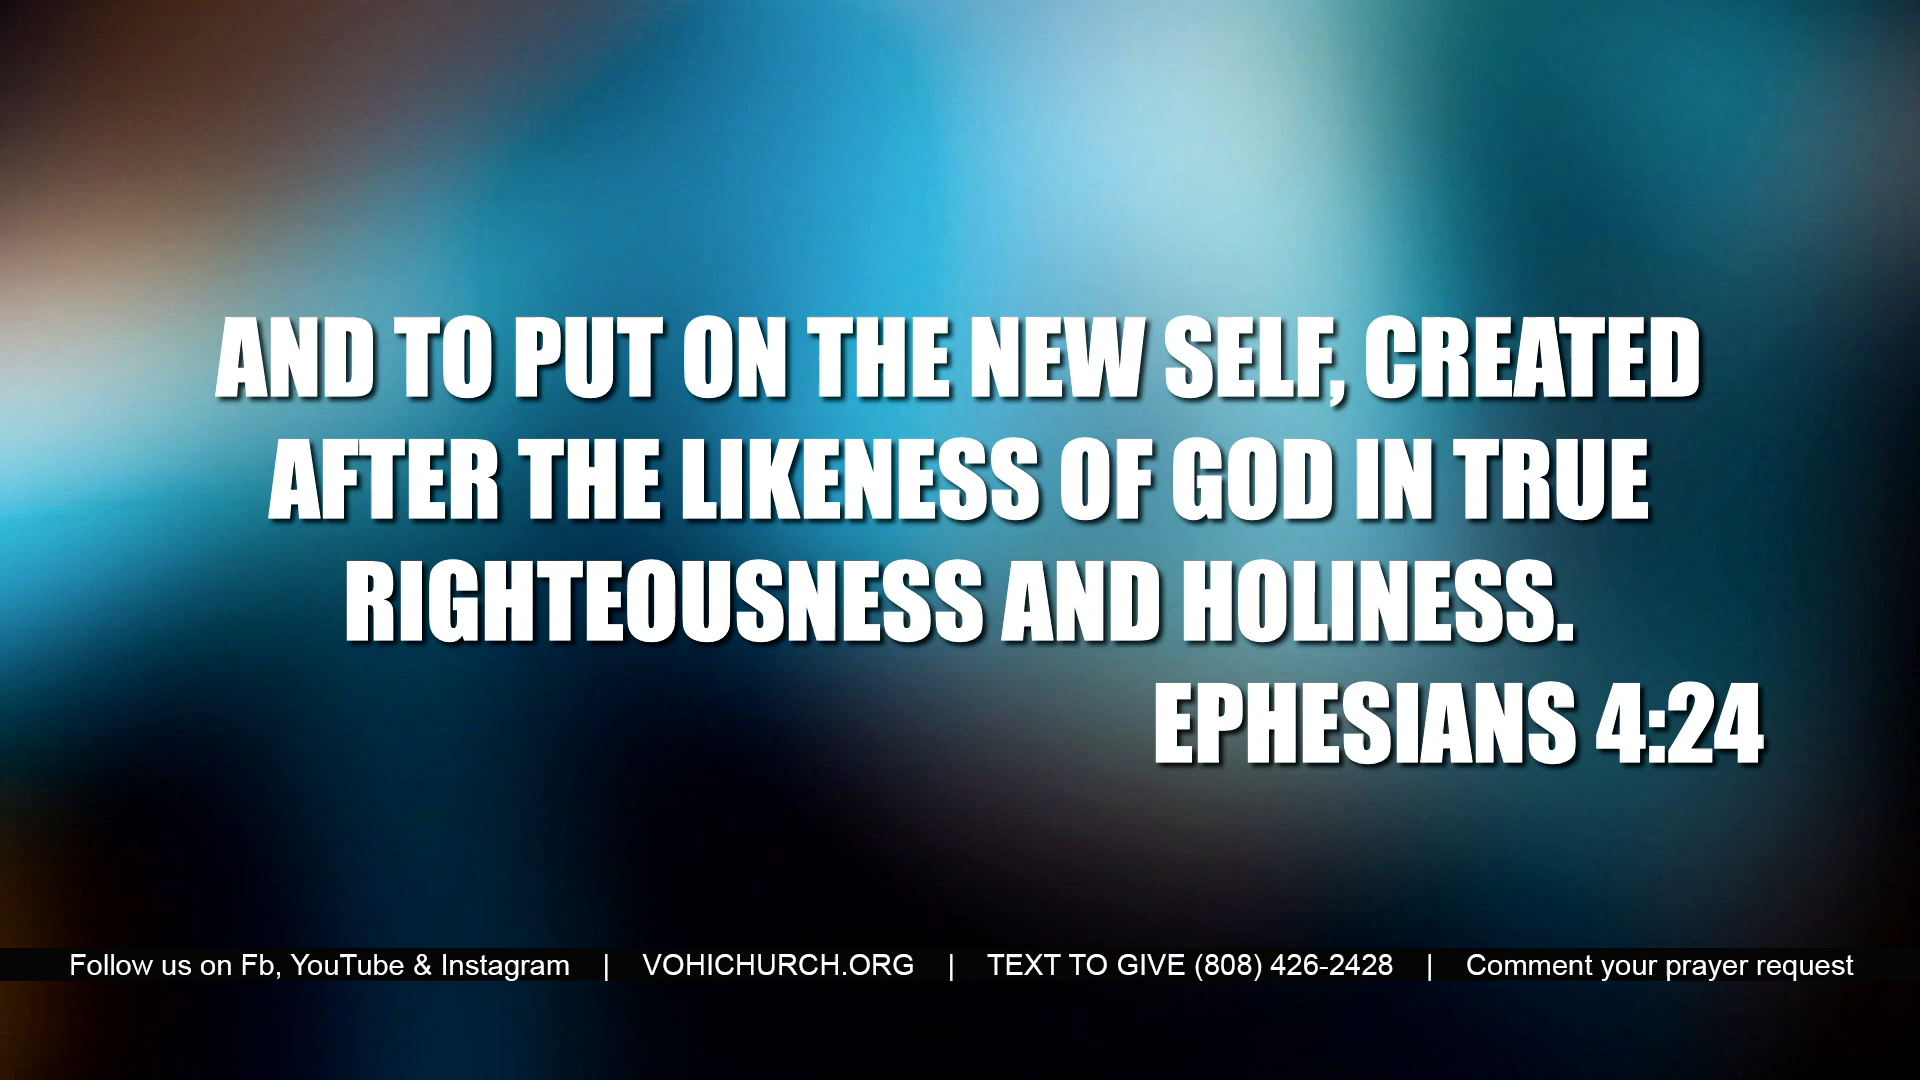 AND TO PUT ON THE NEW SELF, CREATED
AFTER THE LIKENESS OF GOD IN TRUE
RIGHTEOUSNESS AND HOLINESS.
EPHESIANS 4:24
Follow us on Fb, YouTube & Instagram | VOHICHURCH.ORG | TEXT TO GIVE (808) 426-2428 | Comment your prayer request